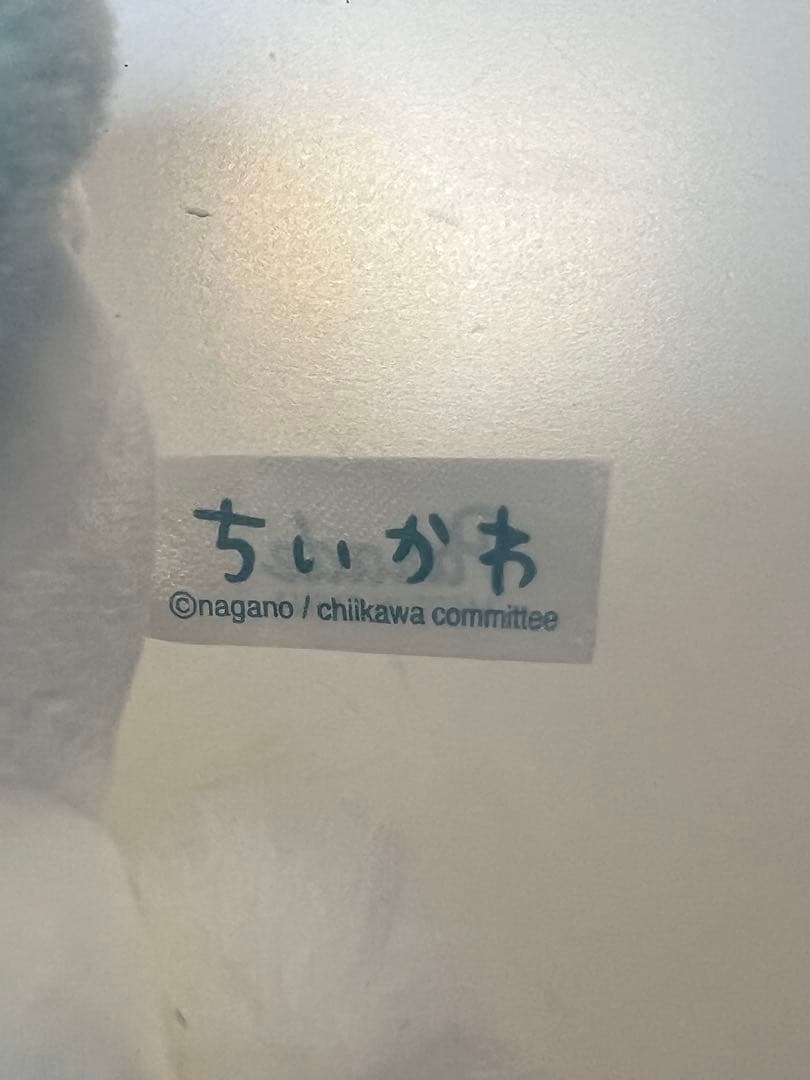 ちいかわ
©nagano / chiikawa committee